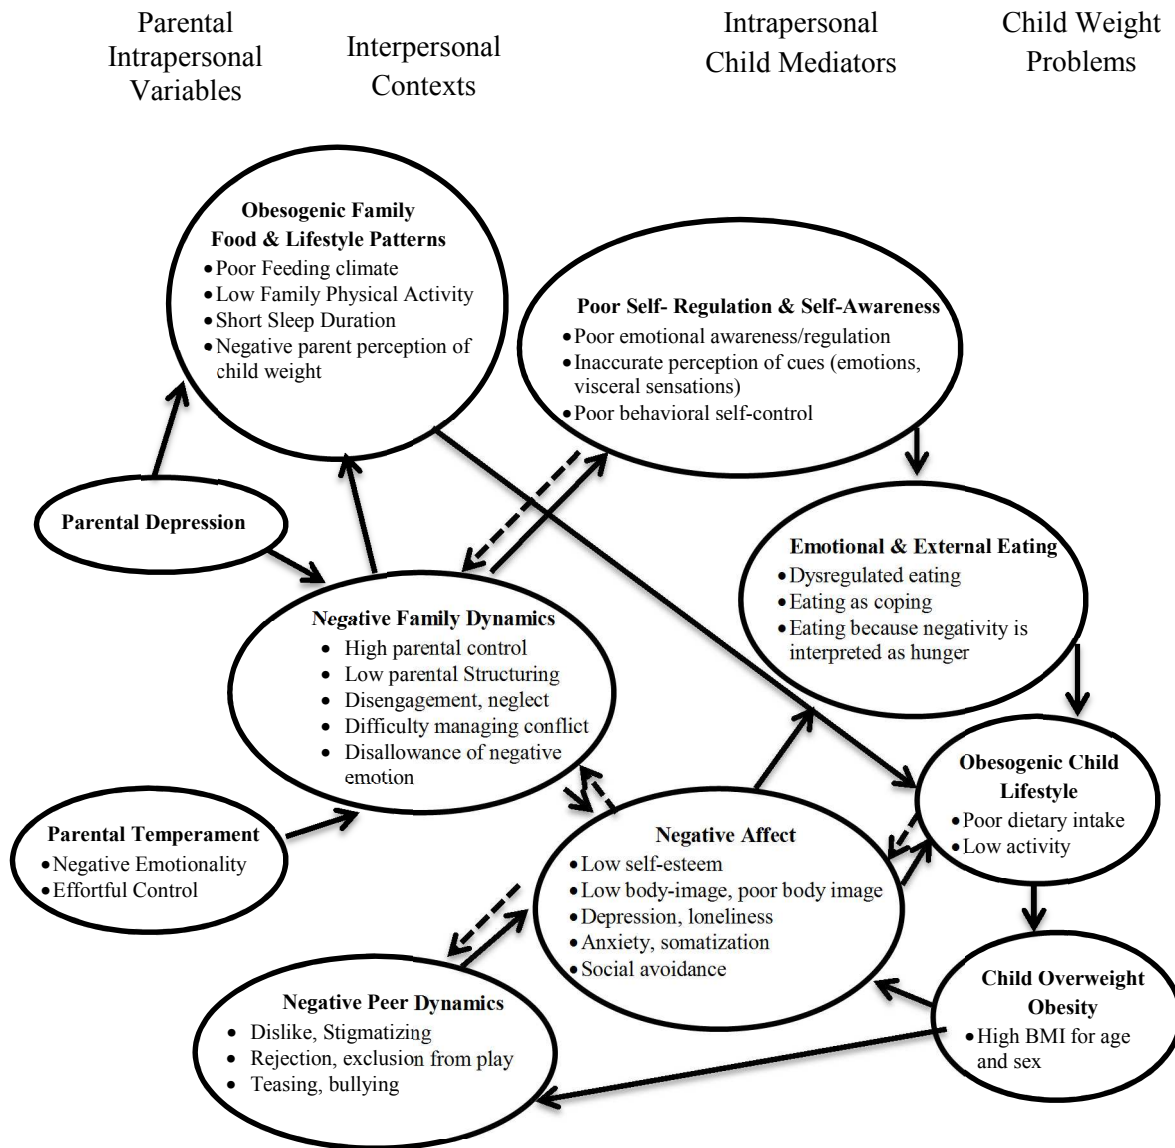 Parental
Intrapersonal
Variables
Interpersonal
Contexts
Intrapersonal
Child Mediators
Child Weight
Problems
Obesogenic Family
Food & Lifestyle Patterns
•Poor Feeding climate
•Low Family Physical Activity
•Short Sleep Duration
•Negative parent perception of
child weight
Poor Self- Regulation & Self-Awareness
•Poor emotional awareness/regulation
•Inaccurate perception of cues (emotions,
visceral sensations)
•Poor behavioral self-control
Parental Depression
Emotional & External Eating
•Dysregulated eating
•Eating as coping
•Eating because negativity is
interpreted as hunger
Negative Family Dynamics
• High parental control
• Low parental Structuring
• Disengagement, neglect
• Difficulty managing conflict
• Disallowance of negative
emotion
Obesogenic Child
Lifestyle
•Poor dietary intake
•Low activity
Parental Temperament
•Negative Emotionality
•Effortful Control
Negative Affect
•Low self-esteem
•Low body-image, poor body image
•Depression, loneliness
•Anxiety, somatization
•Social avoidance
Negative Peer Dynamics
• Dislike, Stigmatizing
• Rejection, exclusion from play
• Teasing, bullying
Child Overweight
Obesity
•High BMI for age
and sex